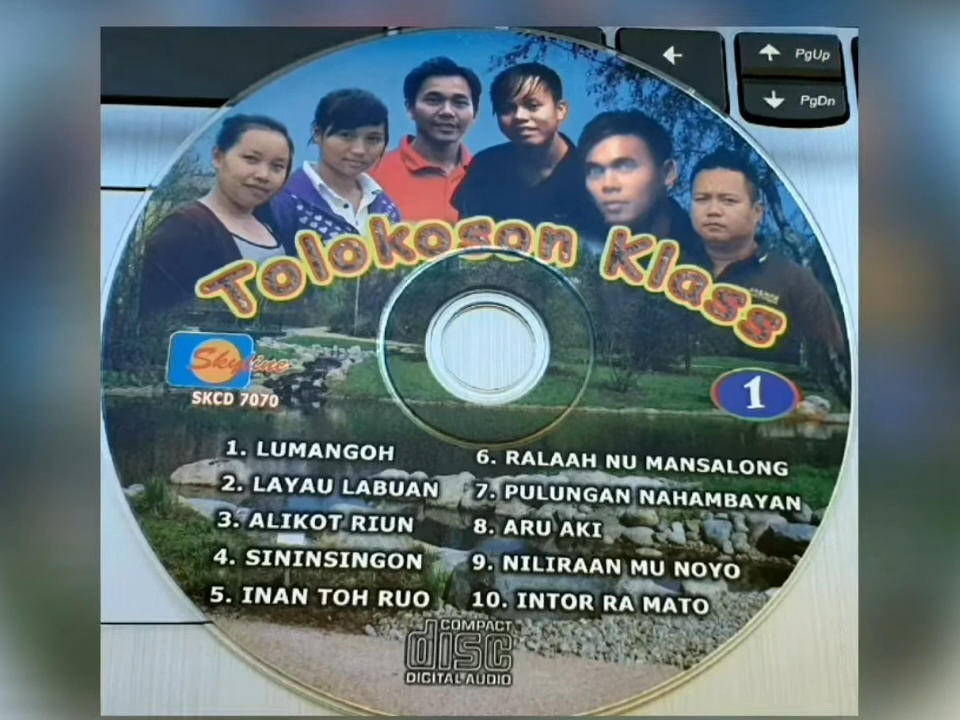 PgUp
PgDn
Tolokoson Klass
Skyline
SKCD 7070
1
1. LUMANGOH
2. LAYAU LABUAN
3. ALIKOT RIUN
4. SININSINGON
5. INAN TOH RUO
6. RALAAH NU MANSALONG
7. PULUNGAN NAHAMBAYAN
8. ARU AKI
9. NILIRAAN MU NOYO
10. INTOR RA MATO
COMPACT
disc
DIGITAL AUDIO